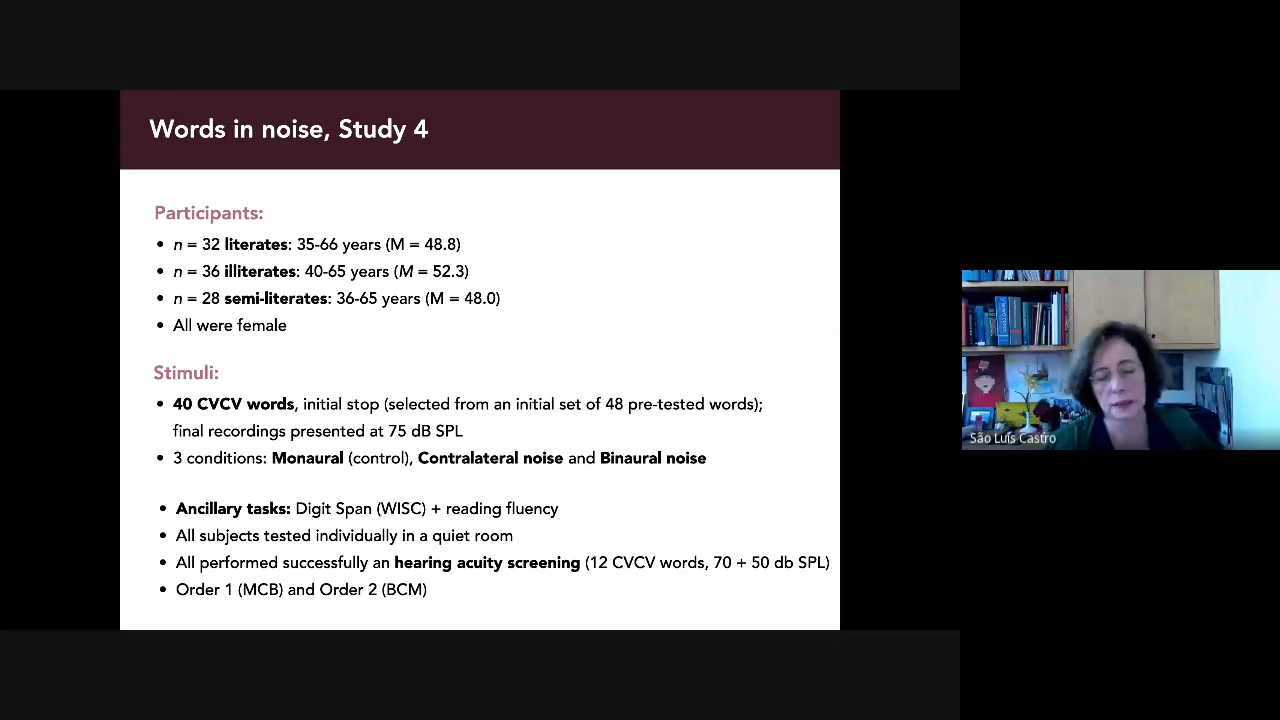 Words in noise, Study 4
Participants:
• n = 32 literates: 35-66 years (M = 48.8)
• n = 36 illiterates: 40-65 years (M = 52.3)
• n = 28 semi-literates: 36-65 years (M = 48.0)
• All were female
Stimuli:
• 40 CVCV words, initial stop (selected from an initial set of 48 pre-tested words);
final recordings presented at 75 dB SPL
• 3 conditions: Monaural (control), Contralateral noise and Binaural noise
• Ancillary tasks: Digit Span (WISC) + reading fluency
• All subjects tested individually in a quiet room
• All performed successfully an hearing acuity screening (12 CVCV words, 70 + 50 db SPL)
• Order 1 (MCB) and Order 2 (BCM)
São Luís Castro